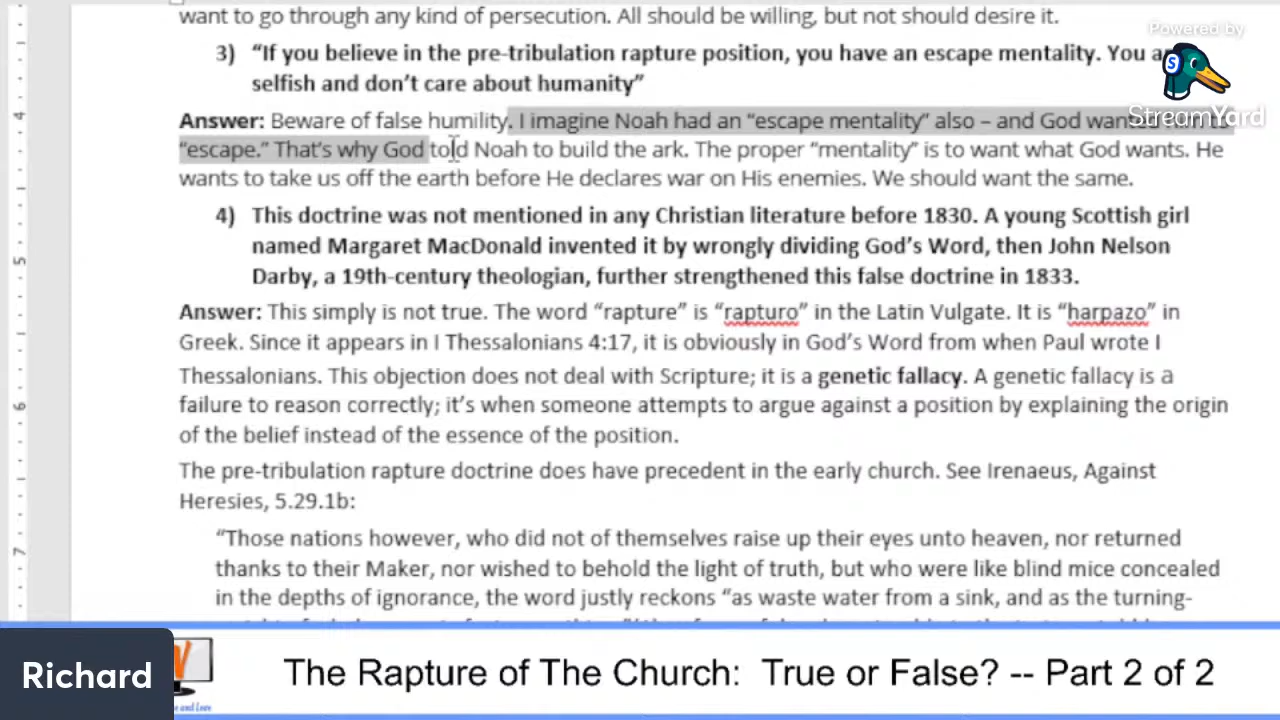 want to go through any kind of persecution. All should be willing, but not should desire it.
Powered by
3) “If you believe in the pre-tribulation rapture position, you have an escape mentality. You
selfish and don’t care about humanity”
StreamYard
Answer: Beware of false humility. I imagine Noah had an “escape mentality” also – and God
“escape.” That’s why God told Noah to build the ark. The proper “mentality” is to want what God wants. He
wants to take us off the earth before He declares war on His enemies. We should want the same.
4) This doctrine was not mentioned in any Christian literature before 1830. A young Scottish girl
named Margaret MacDonald invented it by wrongly dividing God’s Word, then John Nelson
Darby, a 19th-century theologian, further strengthened this false doctrine in 1833.
Answer: This simply is not true. The word “rapture” is “rapturo” in the Latin Vulgate. It is “harpazo” in
Greek. Since it appears in I Thessalonians 4:17, it is obviously in God’s Word from when Paul wrote I
Thessalonians. This objection does not deal with Scripture; it is a genetic fallacy. A genetic fallacy is a
failure to reason correctly; it’s when someone attempts to argue against a position by explaining the origin
of the belief instead of the essence of the position.
The pre-tribulation rapture doctrine does have precedent in the early church. See Irenaeus, Against
Heresies, 5.29.1b:
“Those nations however, who did not of themselves raise up their eyes unto heaven, nor returned
thanks to their Maker, nor wished to behold the light of truth, but who were like blind mice concealed
in the depths of ignorance, the word justly reckons “as waste water from a sink, and as the turning-
Richard
The Rapture of The Church: True or False? -- Part 2 of 2
and Love
4
5
6
7